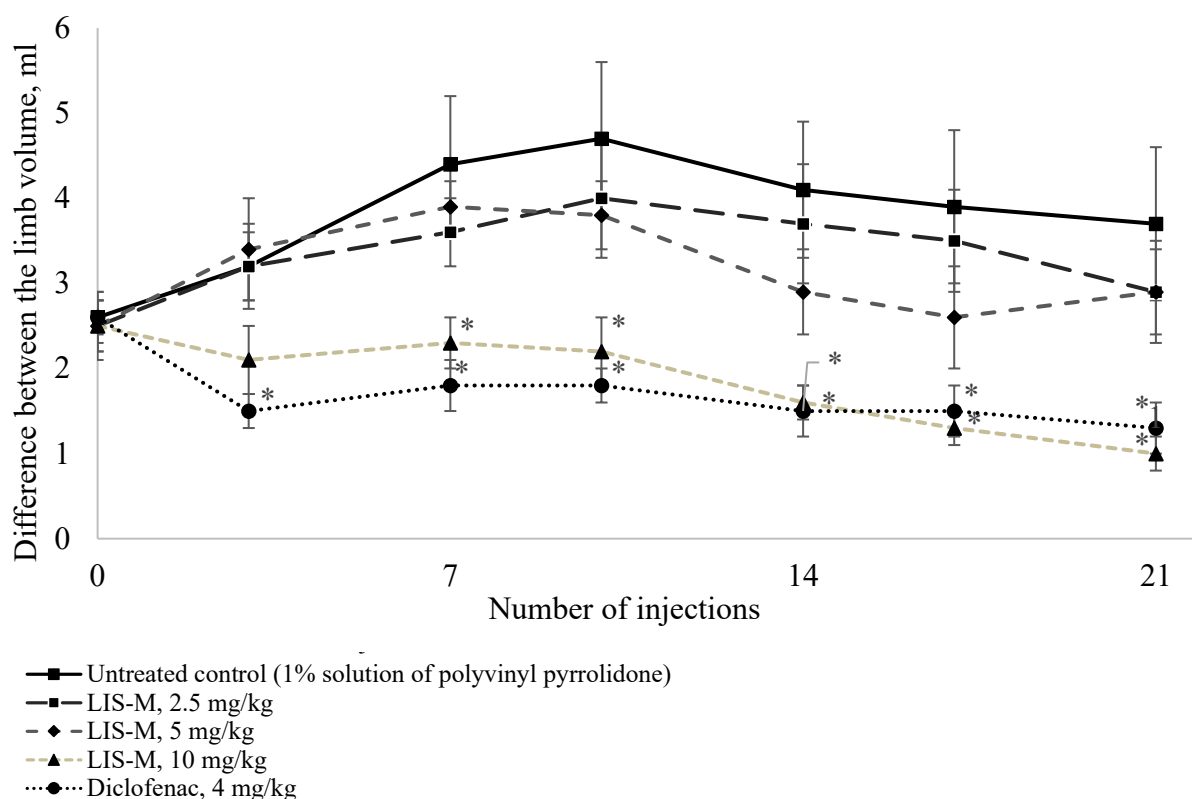 Difference between the limb volume, ml
6
5
4
3
2
1
0
* * * * * * * * * * *
0 7 14 21
Number of injections
Untreated control (1% solution of polyvinyl pyrrolidone)
LIS-M, 2.5 mg/kg
LIS-M, 5 mg/kg
LIS-M, 10 mg/kg
Diclofenac, 4 mg/kg